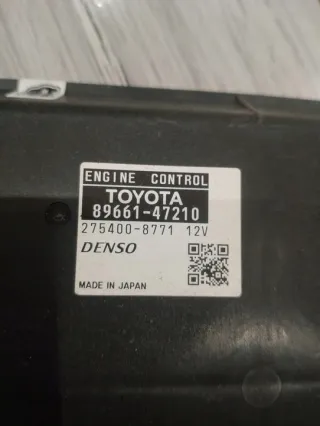 ENGINE CONTROL
TOYOTA
89661-47210
275400-8771 12V
DENSO
MADE IN JAPAN